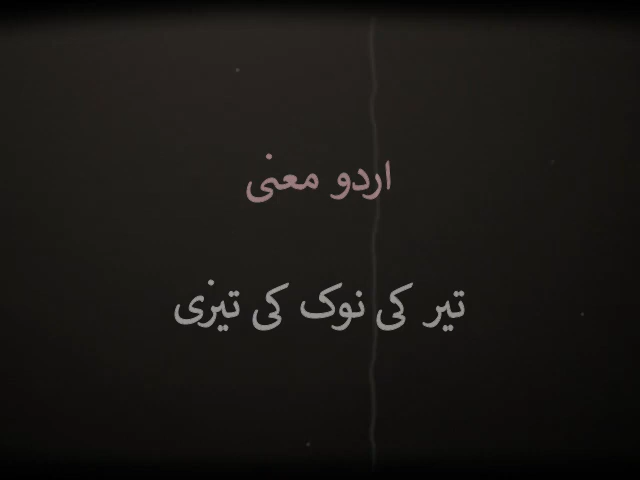 اردو معنی
تیر کی نوک کی تیزی